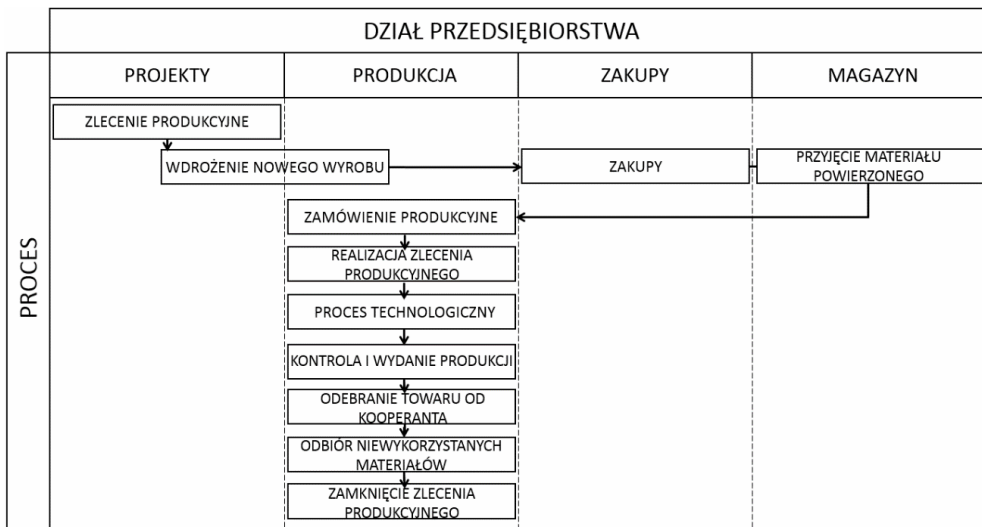 DZIAŁ PRZEDSIĘBIORSTWA
PROJEKTY
PRODUKCJA
ZAKUPY
MAGAZYN
PROCES
ZLECENIE PRODUKCYJNE
WDROŻENIE NOWEGO WYROBU
ZAKUPY
PRZYJĘCIE MATERIAŁU
POWIERZONEGO
ZAMÓWIENIE PRODUKCYJNE
REALIZACJA ZLECENIA
PRODUKCYJNEGO
PROCES TECHNOLOGICZNY
KONTROLA I WYDANIE PRODUKCJI
ODEBRANIE TOWARU OD
KOOPERANTA
ODBIÓR NIEWYKORZYSTANYCH
MATERIAŁÓW
ZAMKNIĘCIE ZLECENIA
PRODUKCYJNEGO